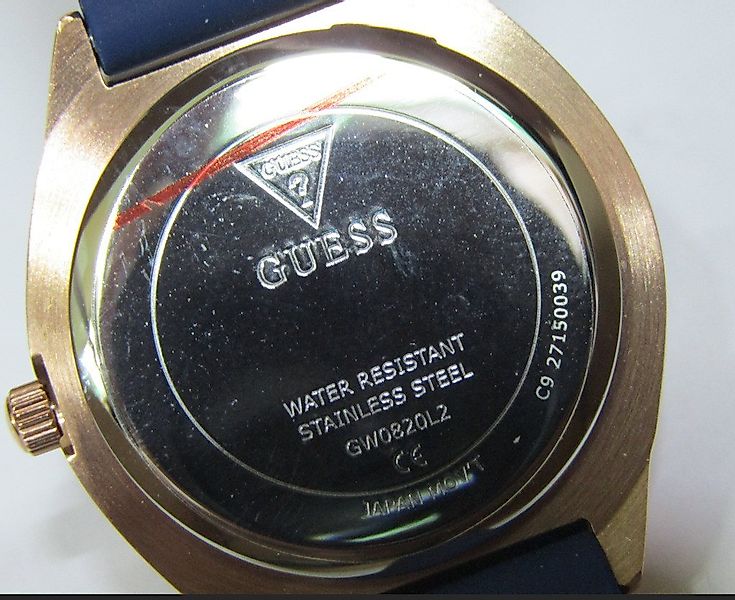 GUESS
?
GUESS
WATER RESISTANT
STAINLESS STEEL
GW0820L2
CE
JAPAN MOV'T
C9 27150039